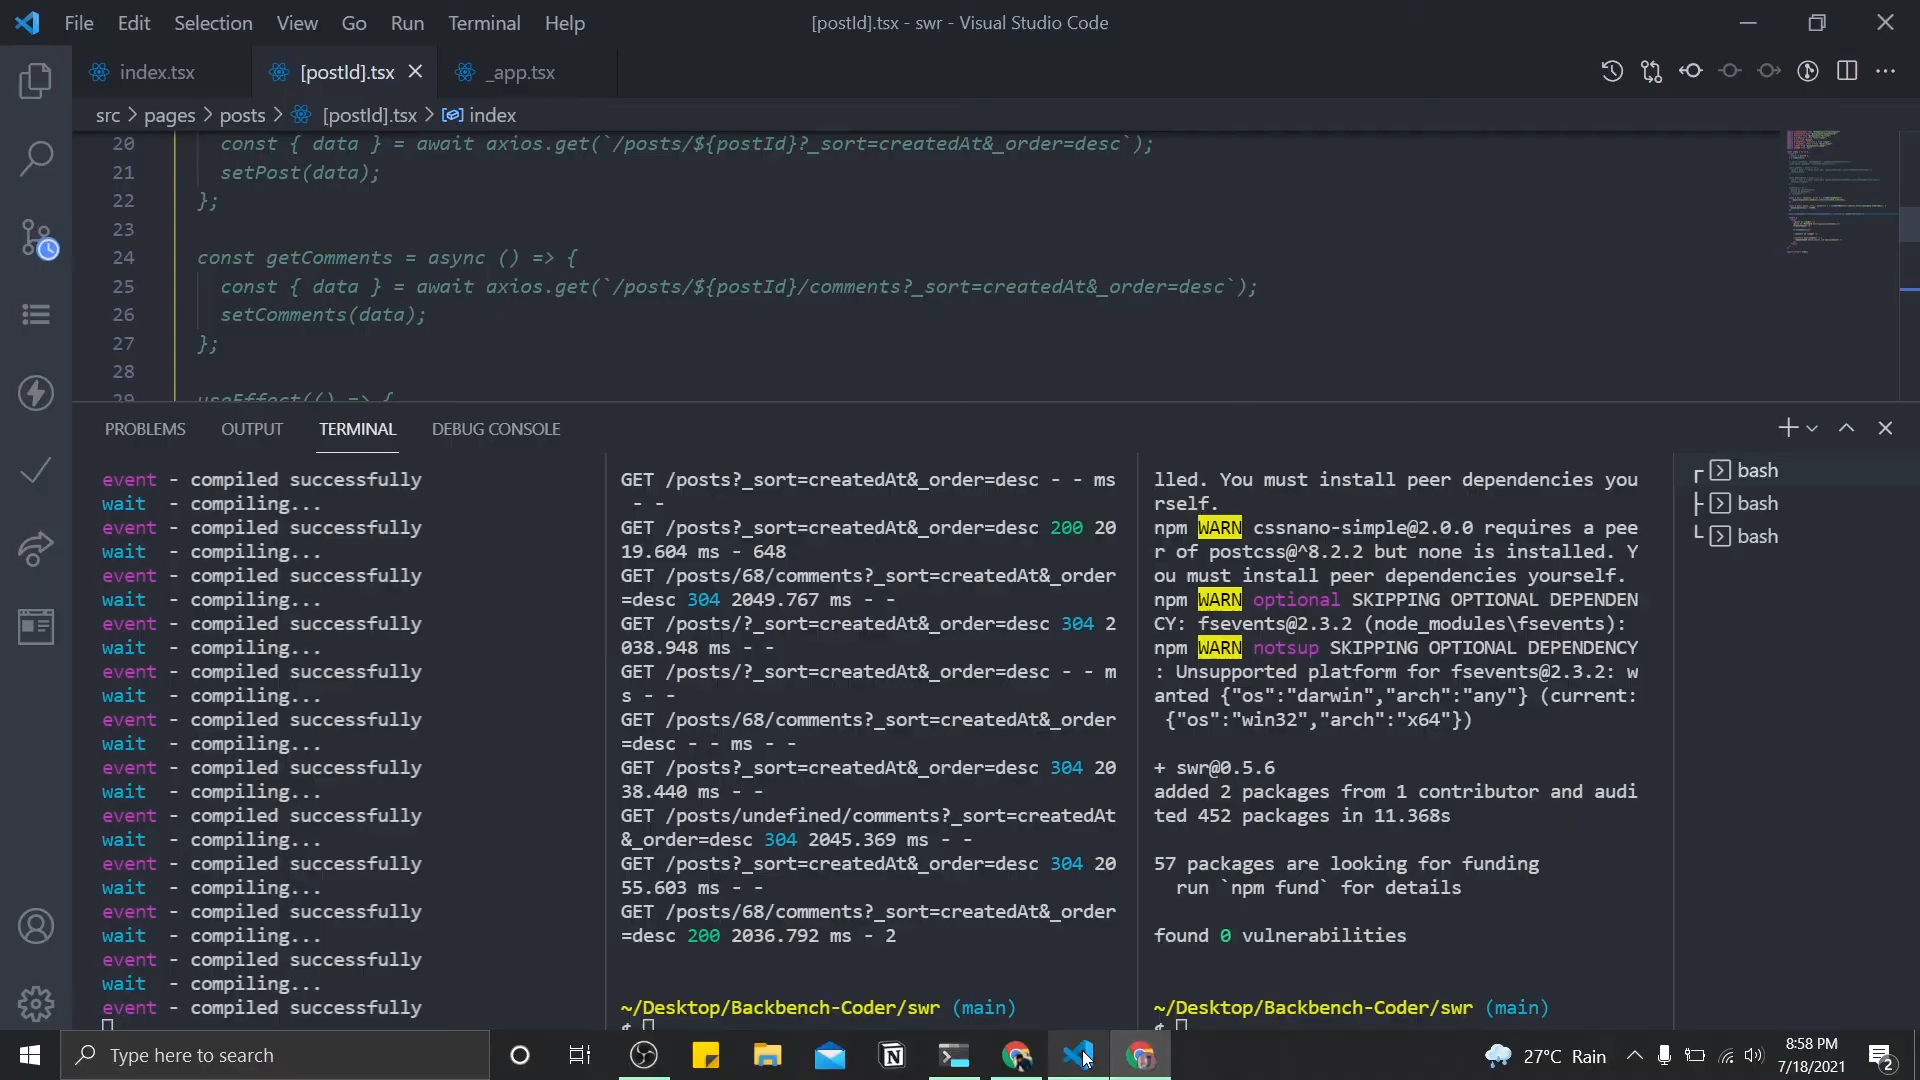 File Edit Selection View Go Run Terminal Help
[postId].tsx - swr - Visual Studio Code
index.tsx
[postId].tsx
_app.tsx
src > pages > posts > [postId].tsx > index
20 const { data } = await axios.get(`/posts/${postId}?_sort=createdAt&_order=desc`);
21 setPost(data);
22 };
23
24 const getComments = async () => {
25 const { data } = await axios.get(`/posts/${postId}/comments?_sort=createdAt&_order=desc`);
26 setComments(data);
27 };
28
29 useEffect(() => {
PROBLEMS OUTPUT TERMINAL DEBUG CONSOLE
event - compiled successfully
wait - compiling...
event - compiled successfully
wait - compiling...
event - compiled successfully
wait - compiling...
event - compiled successfully
wait - compiling...
event - compiled successfully
wait - compiling...
event - compiled successfully
wait - compiling...
event - compiled successfully
wait - compiling...
event - compiled successfully
wait - compiling...
event - compiled successfully
wait - compiling...
event - compiled successfully
wait - compiling...
event - compiled successfully
wait - compiling...
event - compiled successfully
GET /posts?_sort=createdAt&_order=desc - - ms
- -
GET /posts?_sort=createdAt&_order=desc 200 20
19.604 ms - 648
GET /posts/68/comments?_sort=createdAt&_order
=desc 304 2049.767 ms - -
GET /posts/?_sort=createdAt&_order=desc 304 2
038.948 ms - -
GET /posts/?_sort=createdAt&_order=desc - - m
s - -
GET /posts/68/comments?_sort=createdAt&_order
=desc - - ms - -
GET /posts?_sort=createdAt&_order=desc 304 20
38.440 ms - -
GET /posts/undefined/comments?_sort=createdAt
&_order=desc 304 2045.369 ms - -
GET /posts?_sort=createdAt&_order=desc 304 20
55.603 ms - -
GET /posts/68/comments?_sort=createdAt&_order
=desc 200 2036.792 ms - 2
~/Desktop/Backbench-Coder/swr (main)
$
lled. You must install peer dependencies you
rself.
npm WARN cssnano-simple@2.0.0 requires a pee
r of postcss@^8.2.2 but none is installed. Y
ou must install peer dependencies yourself.
npm WARN optional SKIPPING OPTIONAL DEPENDEN
CY: fsevents@2.3.2 (node_modules\fsevents):
npm WARN notsup SKIPPING OPTIONAL DEPENDENCY
: Unsupported platform for fsevents@2.3.2: w
anted {"os":"darwin","arch":"any"} (current:
{"os":"win32","arch":"x64"})
+ swr@0.5.6
added 2 packages from 1 contributor and audi
ted 452 packages in 11.368s
57 packages are looking for funding
run `npm fund` for details
found 0 vulnerabilities
~/Desktop/Backbench-Coder/swr (main)
$
bash
bash
bash
Type here to search
27°C Rain
8:58 PM
7/18/2021
2